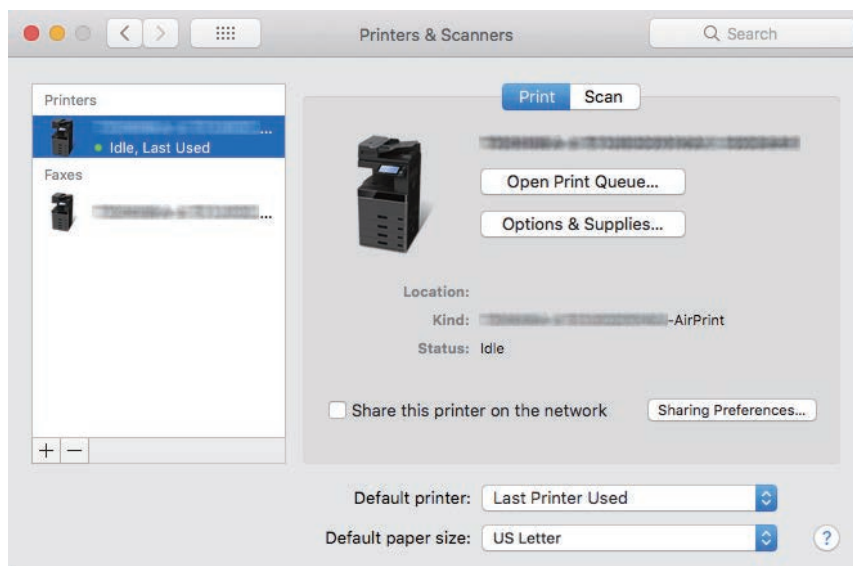 Printers & Scanners
Search
Printers
...
Idle, Last Used
Faxes
...
Print Scan
Open Print Queue...
Options & Supplies...
Location:
Kind: -AirPrint
Status: Idle
Share this printer on the network
Sharing Preferences...
+ −
Default printer: Last Printer Used
Default paper size: US Letter
?